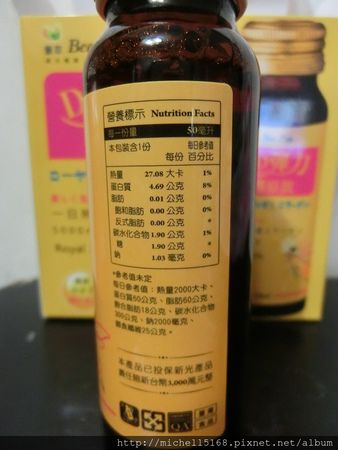 營養標示 Nutrition Facts
每一份量 50毫升
本包裝含1份
每日參考值
每份 百分比
熱量 27.08 大卡 1%
蛋白質 4.69 公克 8%
脂肪 0.01 公克 0%
飽和脂肪 0.00 公克 0%
反式脂肪 0.00 公克 *
碳水化合物 1.90 公克 1%
糖 1.90 公克 *
鈉 1.03 毫克 0%
*參考值未定
每日參考值：熱量2000大卡、
蛋白質60公克、脂肪60公克、
飽和脂肪18公克、碳水化合物
300公克、鈉2000毫克、
膳食纖維25公克。
本產品已投保新光產品
責任險新台幣3,000萬元整
Bee
Royal
http://michell5168.pixnet.net/album